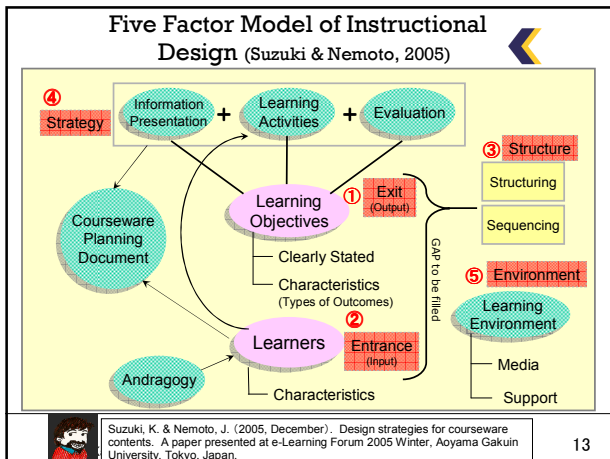 Five Factor Model of Instructional
Design (Suzuki & Nemoto, 2005)
④
Strategy
Information
Presentation
+
Learning
Activities
+
Evaluation
③
Structure
Structuring
Sequencing
①
Exit
(Output)
Learning
Objectives
Clearly Stated
Characteristics
(Types of Outcomes)
Courseware
Planning
Document
GAP to be filled
⑤
Environment
Learning
Environment
Media
Support
②
Entrance
(Input)
Learners
Characteristics
Andragogy
Suzuki, K. & Nemoto, J. (2005, December). Design strategies for courseware
contents. A paper presented at e-Learning Forum 2005 Winter, Aoyama Gakuin
University, Tokyo, Japan.
13